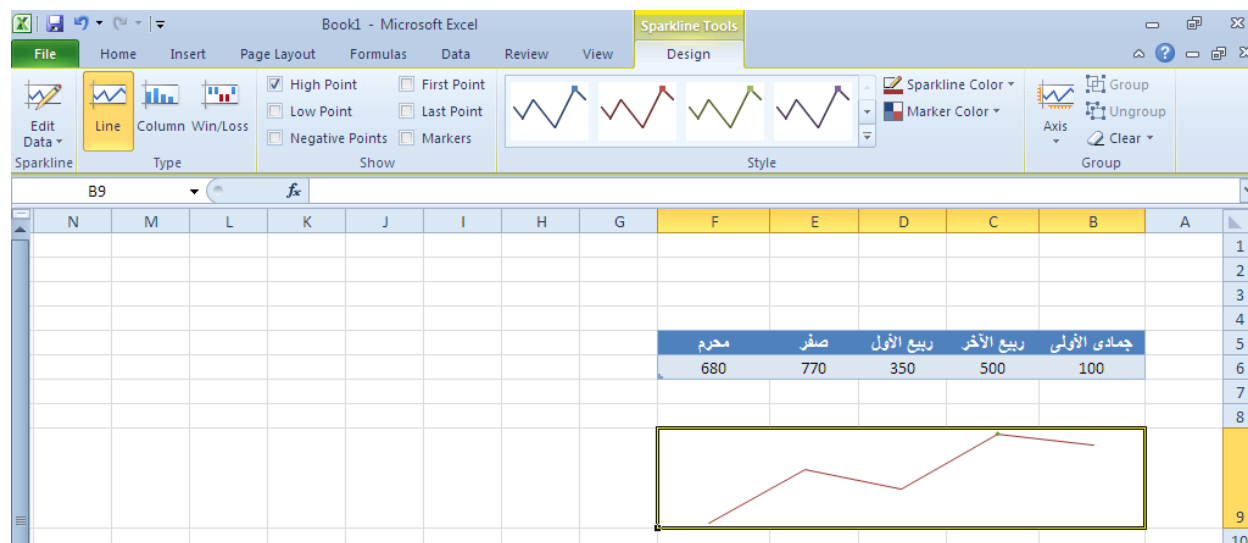 Book1 - Microsoft Excel
Sparkline Tools
File Home Insert Page Layout Formulas Data Review View Design
Edit Data
Line
Column
Win/Loss
High Point
First Point
Low Point
Last Point
Negative Points
Markers
Sparkline Color
Marker Color
Axis
Group
Ungroup
Clear
Sparkline Type Show Style Group
B9 fx
N M L K J I H G F E D C B A
1
2
3
4
جمادى الأولى ربيع الآخر ربيع الأول صفر محرم
5
680 770 350 500 100 6
7
8
9
10